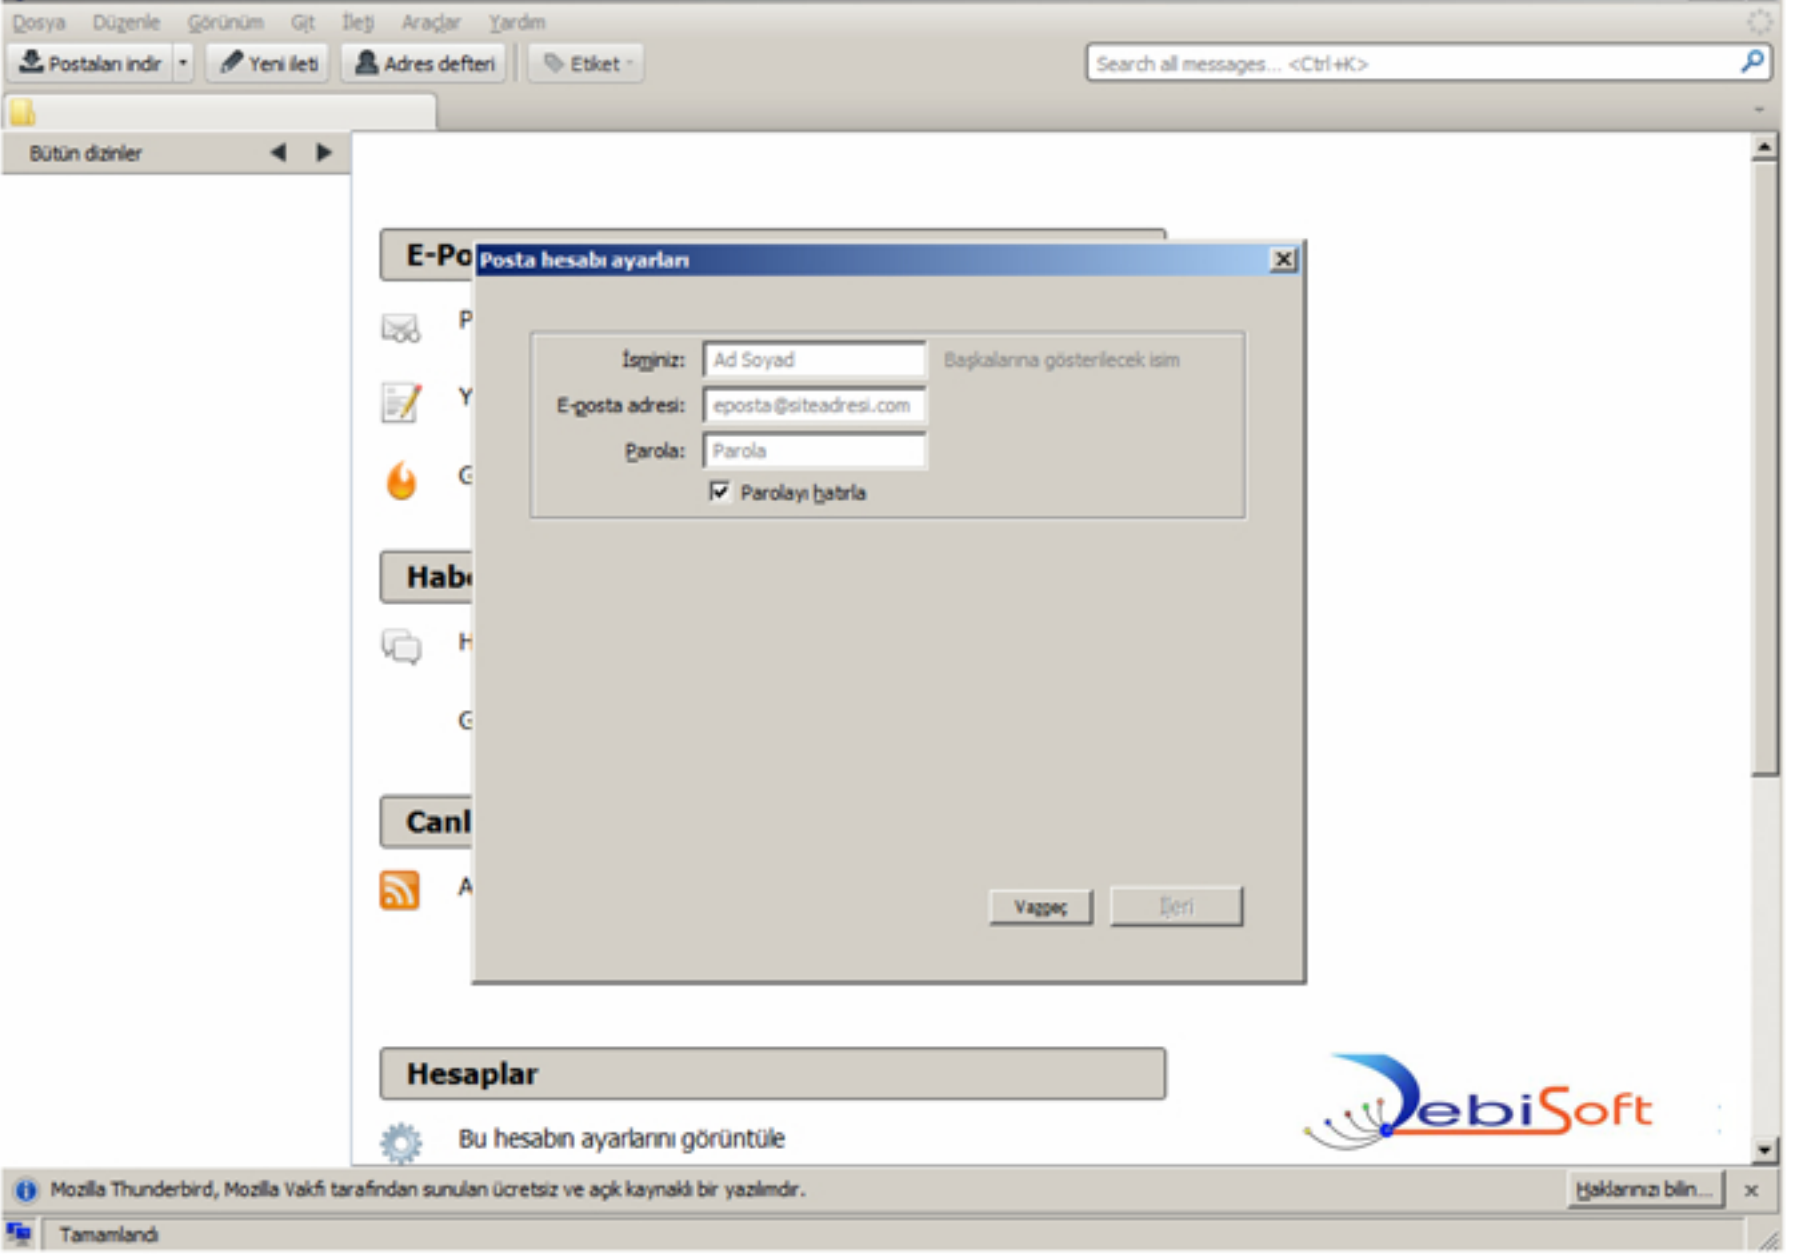 Dosya Düzenle Görünüm Git İleti Araçlar Yardım
Postaları indir Yeni ileti Adres defteri Etiket Search all messages... <Ctrl+K>
Bütün dizinler
E-Po
Posta hesabı ayarları
P
İsminiz: Ad Soyad Başkalarına gösterilecek isim
Y
E-posta adresi: eposta@siteadresi.com
Parola: Parola
G
Parolayı hatırla
Hab
H
G
Canl
A
Vazgeç İleri
Hesaplar
DebiSoft
Bu hesabın ayarlarını görüntüle
Mozilla Thunderbird, Mozilla Vakfı tarafından sunulan ücretsiz ve açık kaynaklı bir yazılımdır. Haklarınızı bilin...
Tamamlandı